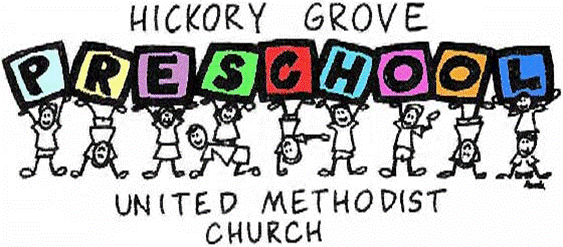 HICKORY GROVE
PRESCHOOL
UNITED METHODIST
CHURCH